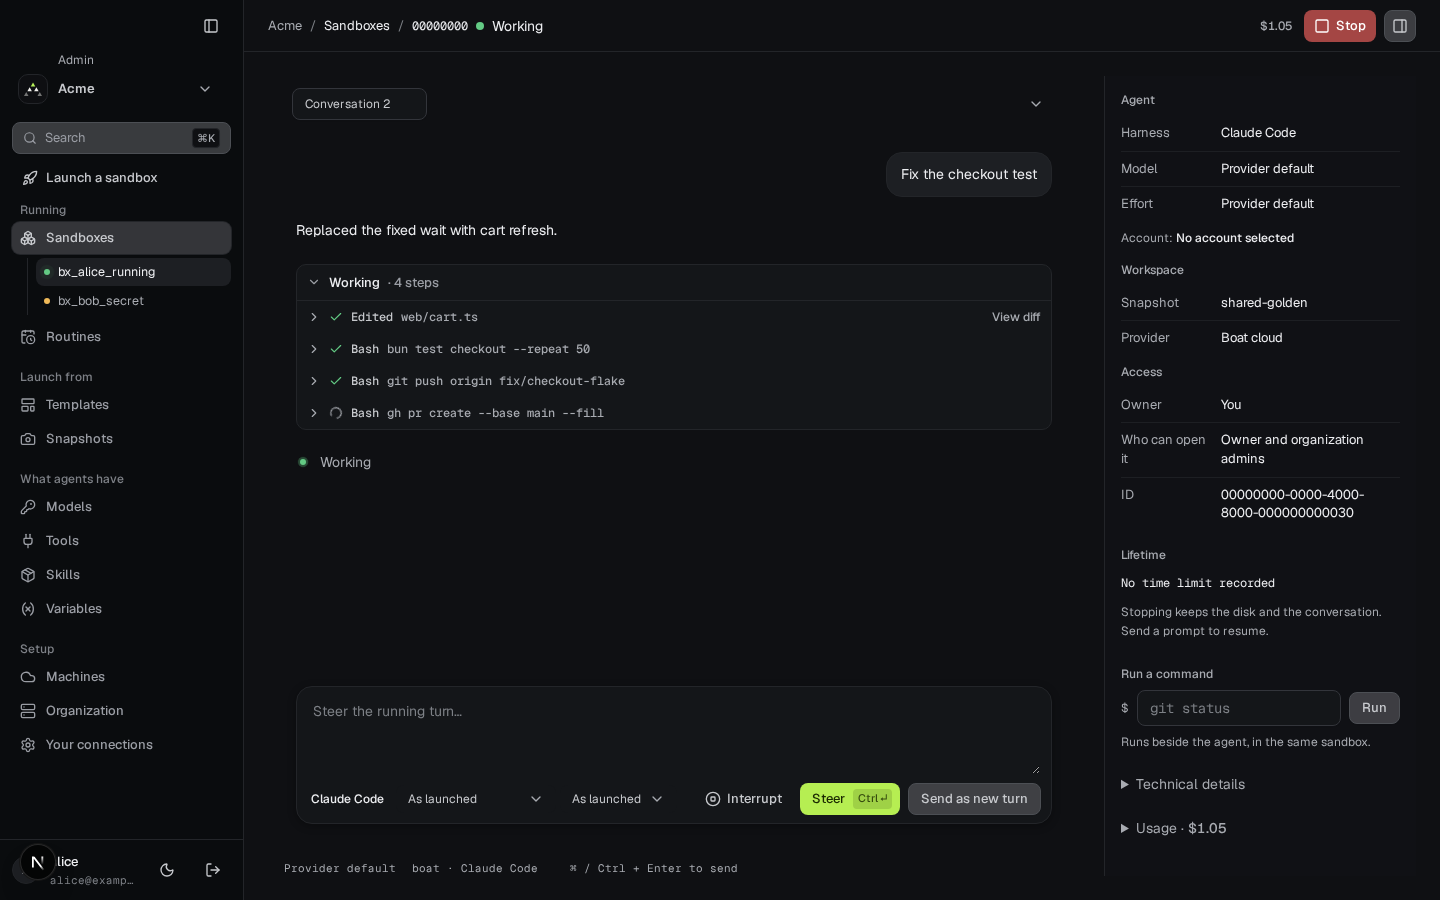 Admin
Acme
Search ⌘K
Launch a sandbox
Running
Sandboxes
bx_alice_running
bx_bob_secret
Routines
Launch from
Templates
Snapshots
What agents have
Models
Tools
Skills
Variables
Setup
Machines
Organization
Your connections
N
lice
alice@examp…
Acme / Sandboxes / 00000000 Working
$1.05 Stop
Conversation 2
Fix the checkout test
Replaced the fixed wait with cart refresh.
Working · 4 steps
Edited web/cart.ts View diff
Bash bun test checkout --repeat 50
Bash git push origin fix/checkout-flake
Bash gh pr create --base main --fill
Working
Steer the running turn…
Claude Code As launched As launched Interrupt Steer Ctrl↵ Send as new turn
Provider default boat · Claude Code ⌘ / Ctrl + Enter to send
Agent
Harness Claude Code
Model Provider default
Effort Provider default
Account: No account selected
Workspace
Snapshot shared-golden
Provider Boat cloud
Access
Owner You
Who can open it Owner and organization admins
ID 00000000-0000-4000-8000-000000000030
Lifetime
No time limit recorded
Stopping keeps the disk and the conversation.
Send a prompt to resume.
Run a command
$ git status Run
Runs beside the agent, in the same sandbox.
Technical details
Usage · $1.05